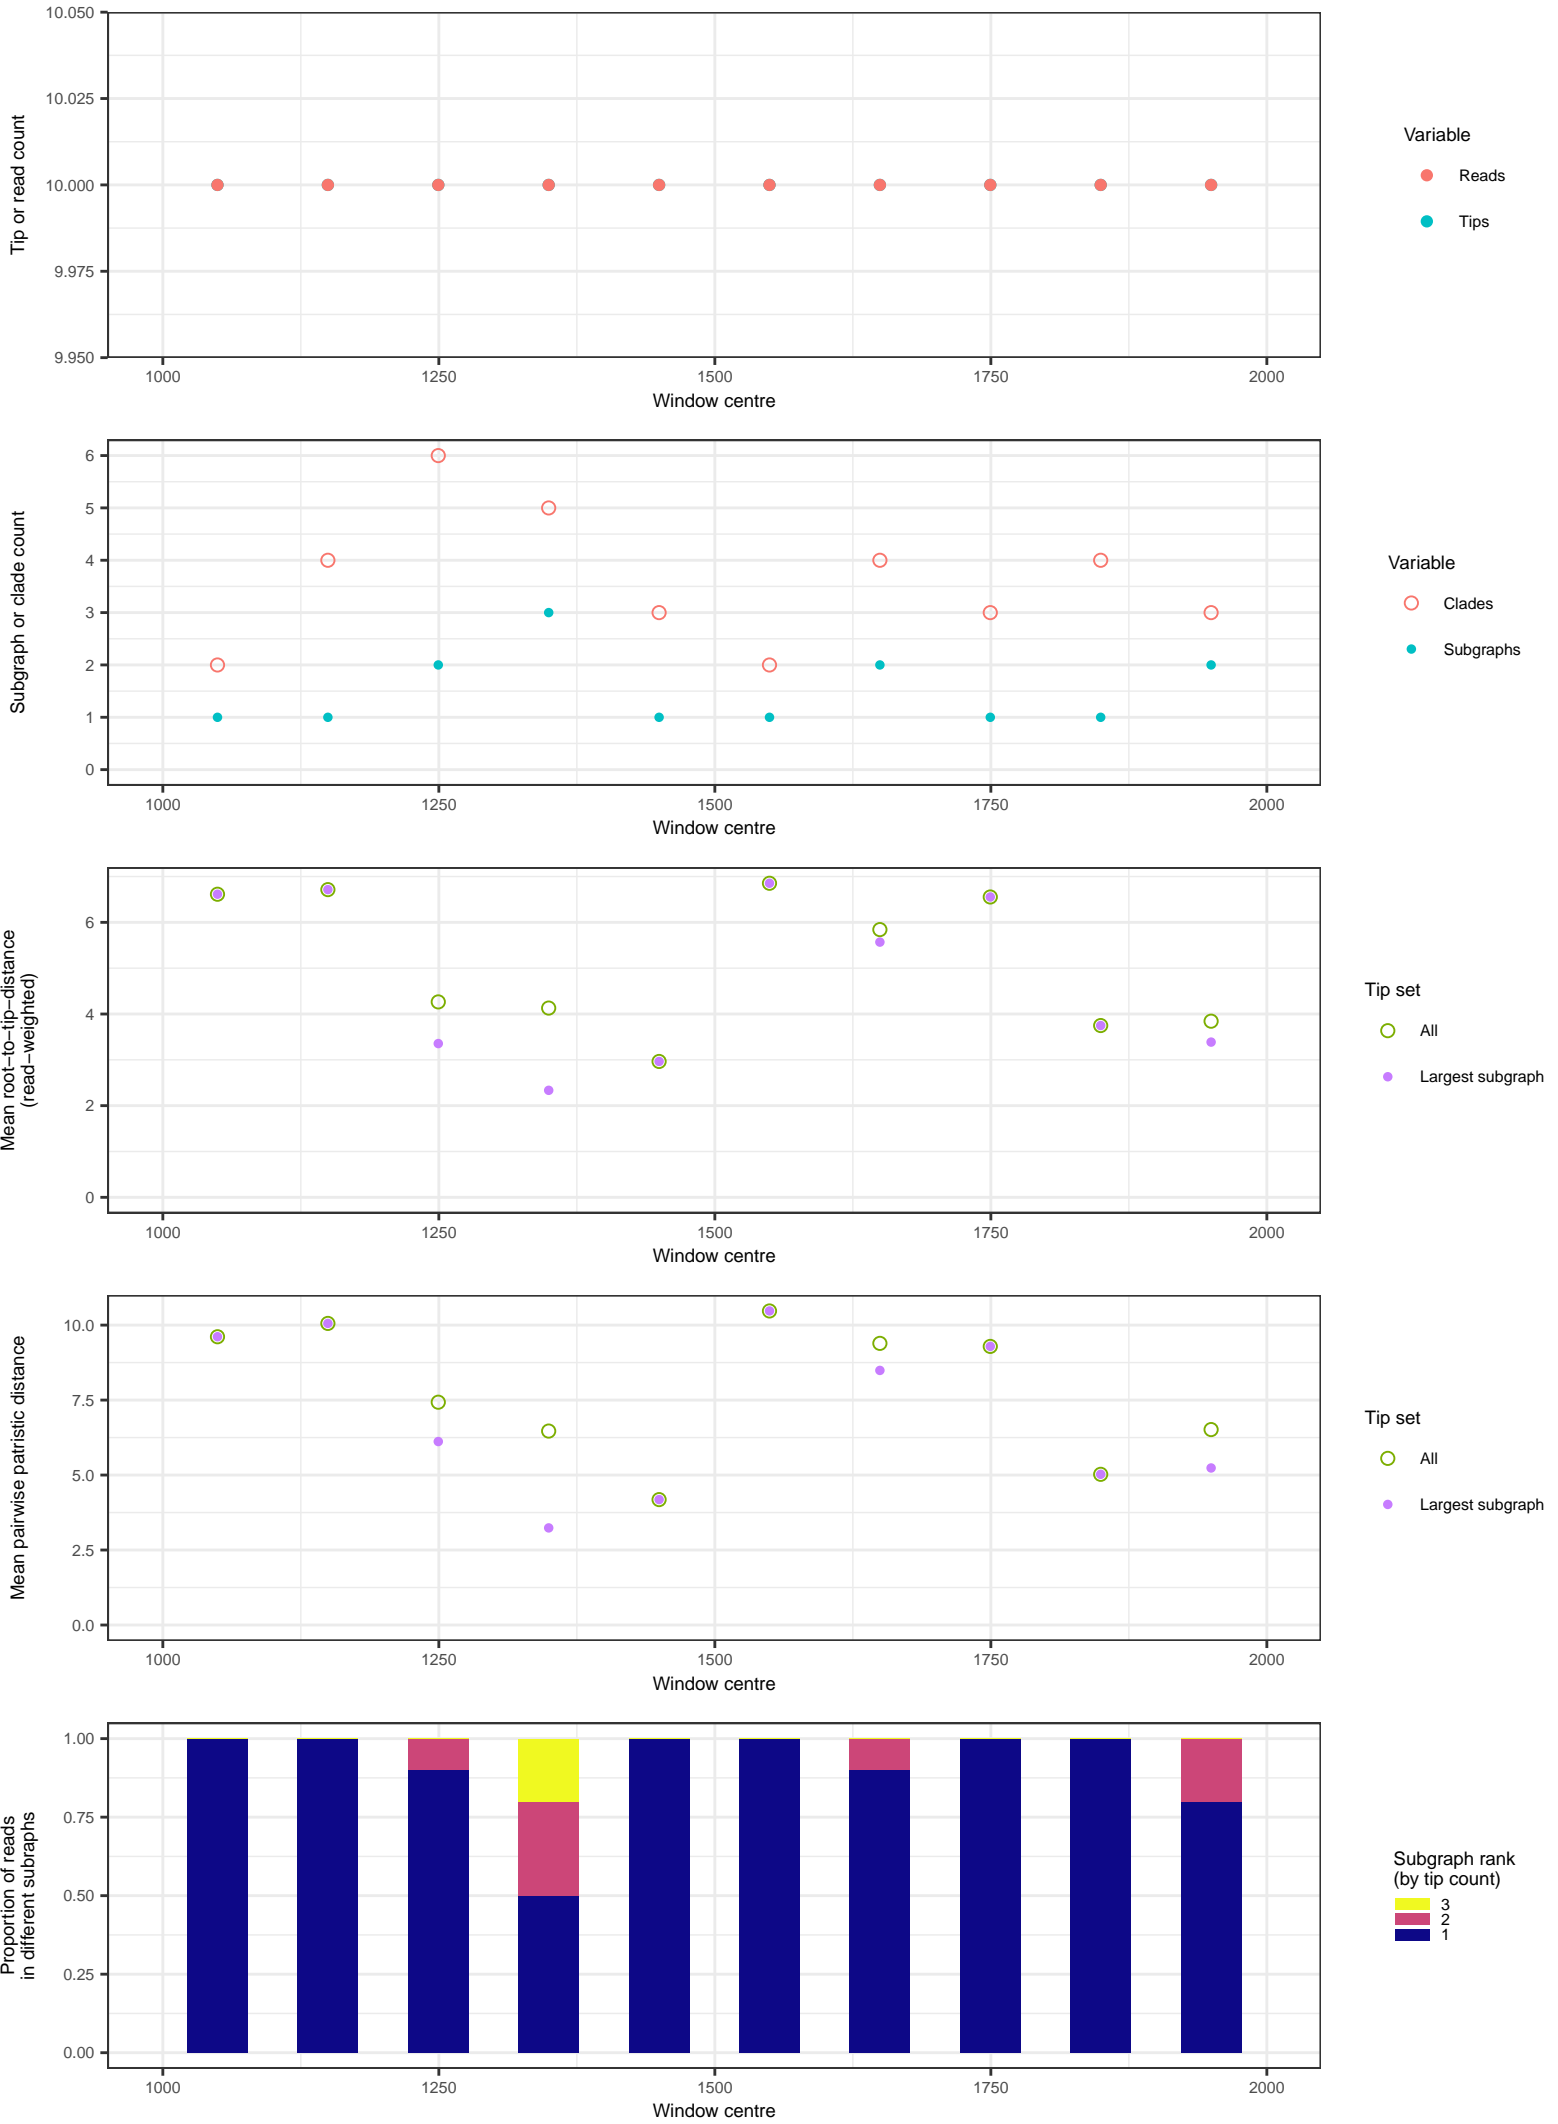 10.050
10.025
10.000
9.975
9.950
Tip or read count
1000
1250
1500
1750
2000
Window centre
Variable
Reads
Tips
6
5
4
3
2
1
0
Subgraph or clade count
1000
1250
1500
1750
2000
Window centre
Variable
Clades
Subgraphs
6
4
2
0
Mean root−to−tip−distance
(read−weighted)
1000
1250
1500
1750
2000
Window centre
Tip set
All
Largest subgraph
10.0
7.5
5.0
2.5
0.0
Mean pairwise patristic distance
1000
1250
1500
1750
2000
Window centre
Tip set
All
Largest subgraph
1.00
0.75
0.50
0.25
0.00
Proportion of reads
in different subraphs
1000
1250
1500
1750
2000
Window centre
Subgraph rank
(by tip count)
3
2
1